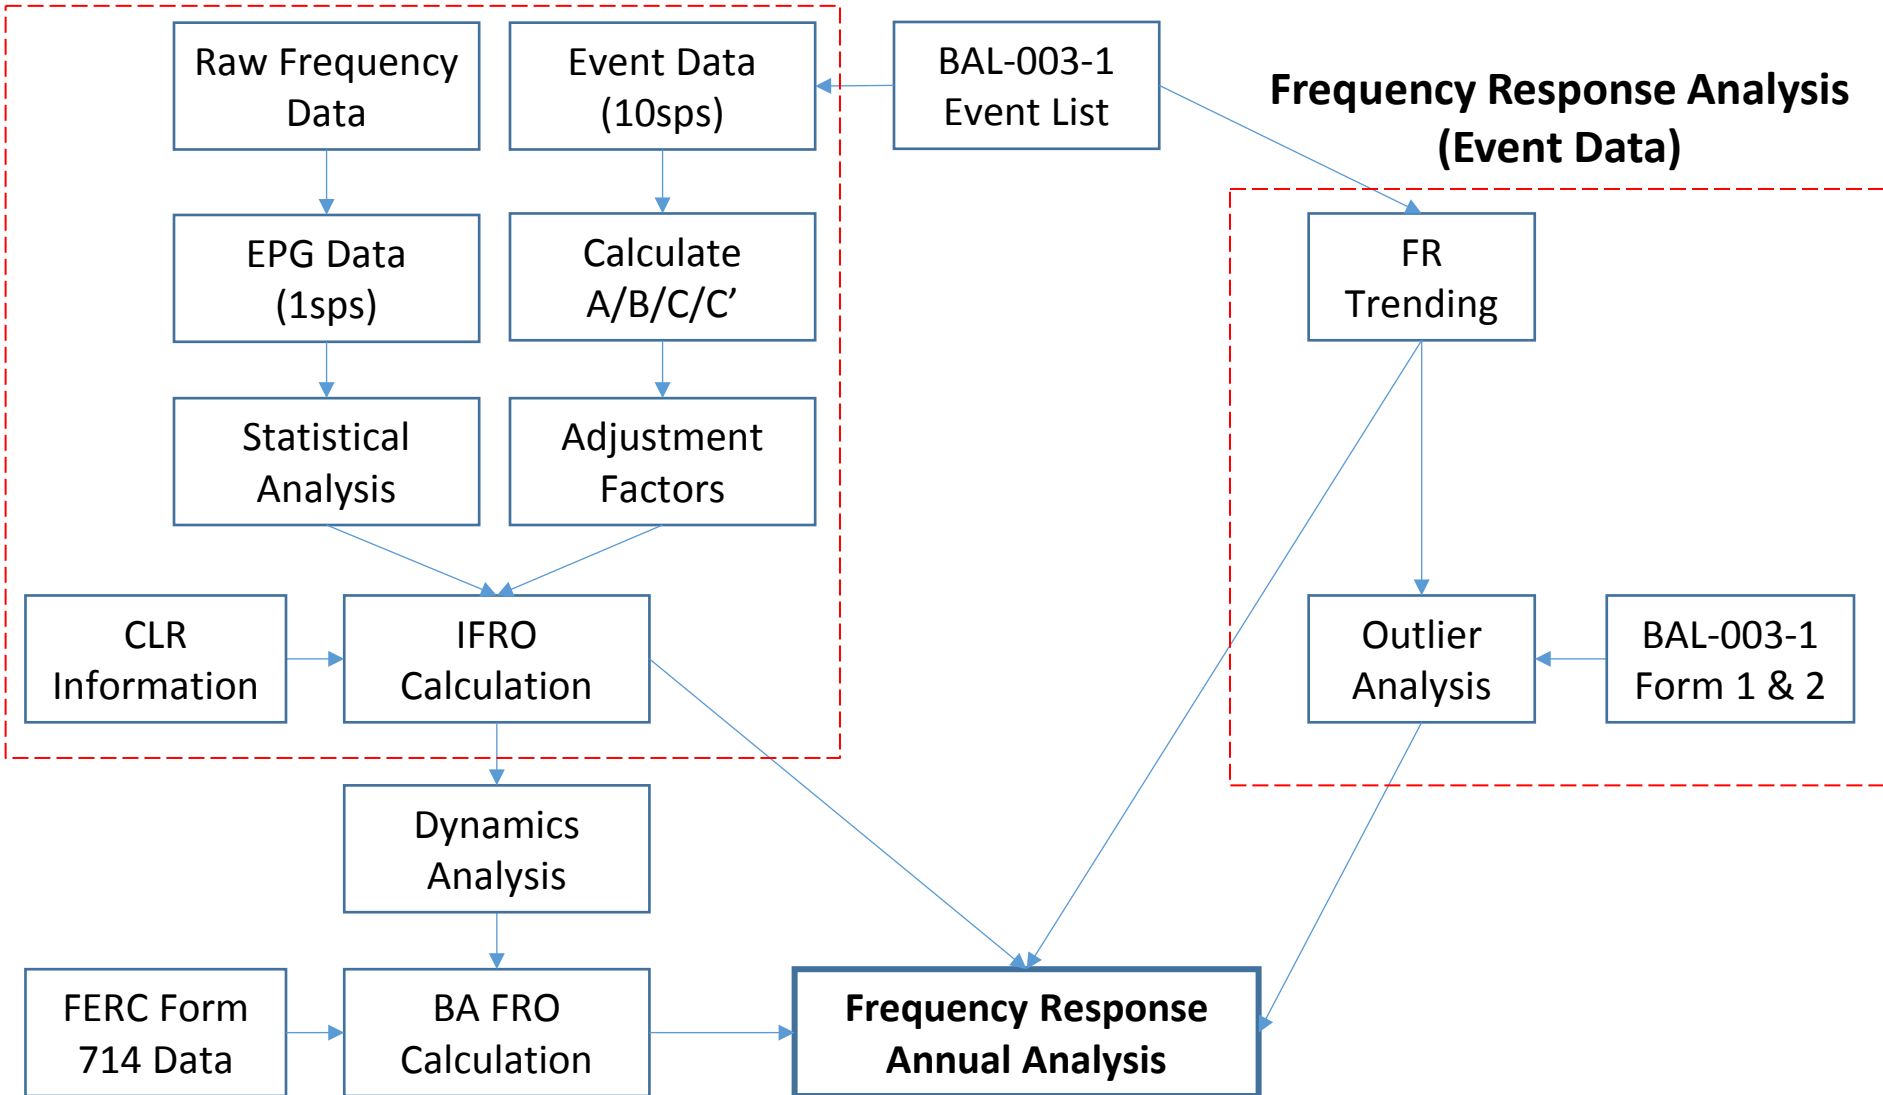 Raw Frequency
Data
Event Data
(10sps)
BAL-003-1
Event List
Frequency Response Analysis
(Event Data)
EPG Data
(1sps)
Calculate
A/B/C/C’
FR
Trending
Statistical
Analysis
Adjustment
Factors
CLR
Information
IFRO
Calculation
Outlier
Analysis
BAL-003-1
Form 1 & 2
Dynamics
Analysis
FERC Form
714 Data
BA FRO
Calculation
Frequency Response
Annual Analysis